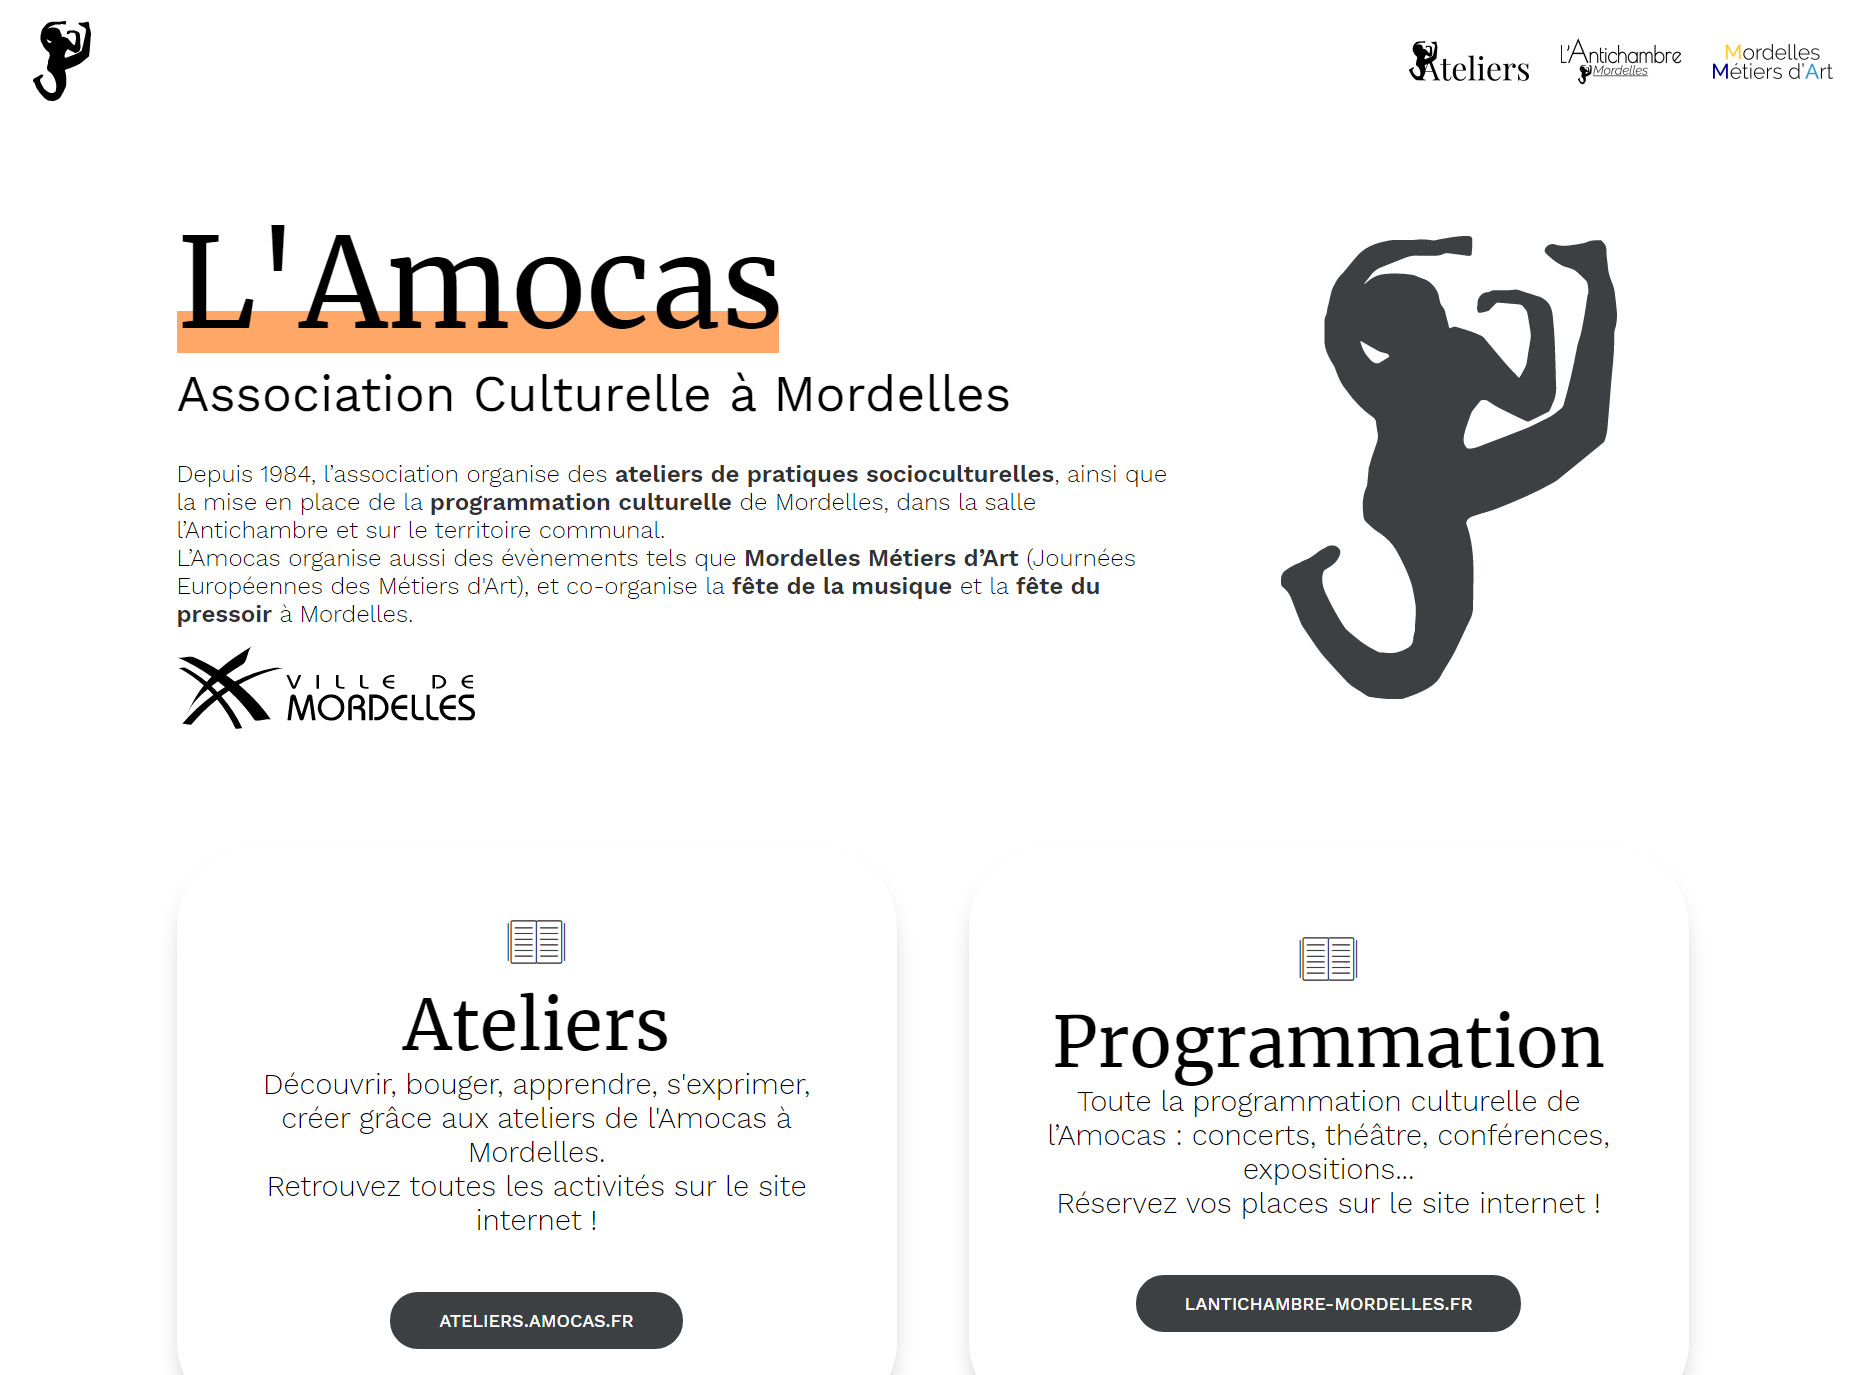 Ateliers
L'Antichambre
Mordelles
Mordelles
Métiers d'Art
L'Amocas
Association Culturelle à Mordelles
Depuis 1984, l’association organise des ateliers de pratiques socioculturelles, ainsi que
la mise en place de la programmation culturelle de Mordelles, dans la salle
l’Antichambre et sur le territoire communal.
L’Amocas organise aussi des évènements tels que Mordelles Métiers d’Art (Journées
Européennes des Métiers d'Art), et co-organise la fête de la musique et la fête du
pressoir à Mordelles.
VILLE DE
MORDELLES
Ateliers
Découvrir, bouger, apprendre, s'exprimer,
créer grâce aux ateliers de l'Amocas à
Mordelles.
Retrouvez toutes les activités sur le site
internet !
ATELIERS.AMOCAS.FR
Programmation
Toute la programmation culturelle de
l’Amocas : concerts, théâtre, conférences,
expositions...
Réservez vos places sur le site internet !
LANTICHAMBRE-MORDELLES.FR